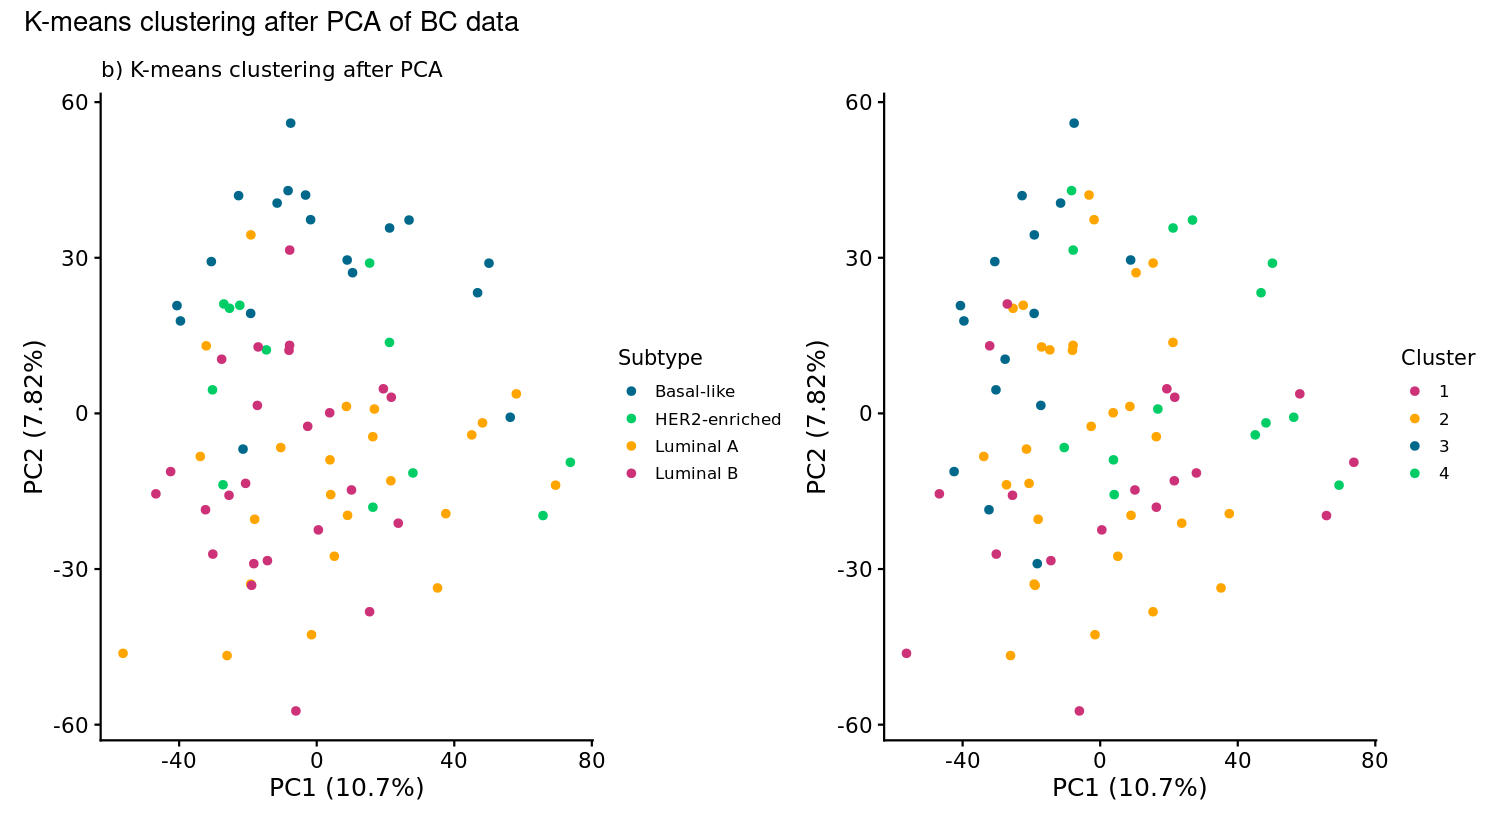 K-means clustering after PCA of BC data
b) K-means clustering after PCA
60
30
0
-30
-60
PC2 (7.82%)
-40
0
40
80
PC1 (10.7%)
Subtype
Basal-like
HER2-enriched
Luminal A
Luminal B
60
30
0
-30
-60
PC2 (7.82%)
-40
0
40
80
PC1 (10.7%)
Cluster
1
2
3
4